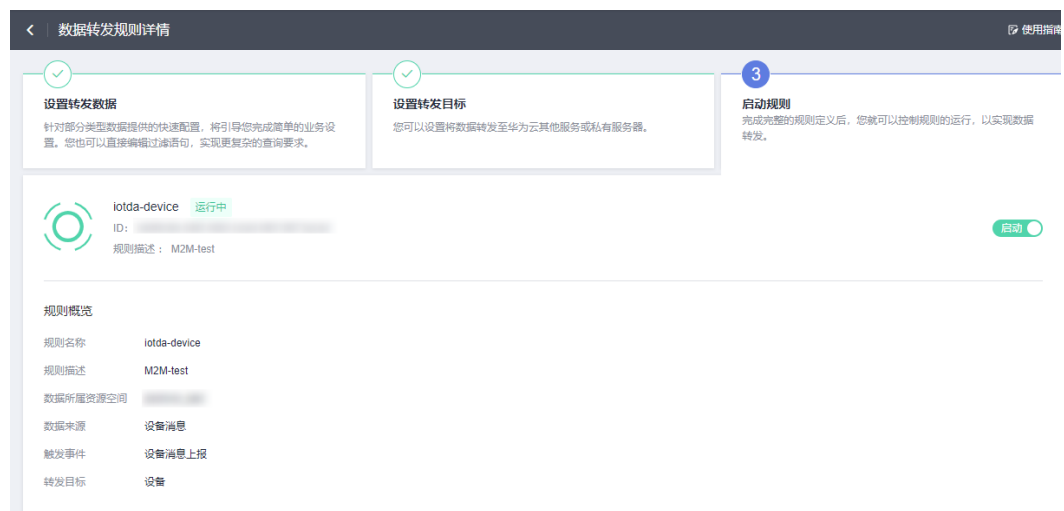 数据转发规则详情
使用指南
设置转发数据
针对部分类型数据提供的快速配置，将引导您完成简单的业务设
置。您也可以直接编辑过滤语句，实现更复杂的查询要求。
设置转发目标
您可以设置将数据转发至华为云其他服务或私有服务器。
3
启动规则
完成完整的规则定义后，您就可以控制规则的运行，以实现数据
转发。
iotda-device 运行中
ID：
规则描述： M2M-test
启动
规则概览
规则名称 iotda-device
规则描述 M2M-test
数据所属资源空间
数据来源 设备消息
触发事件 设备消息上报
转发目标 设备